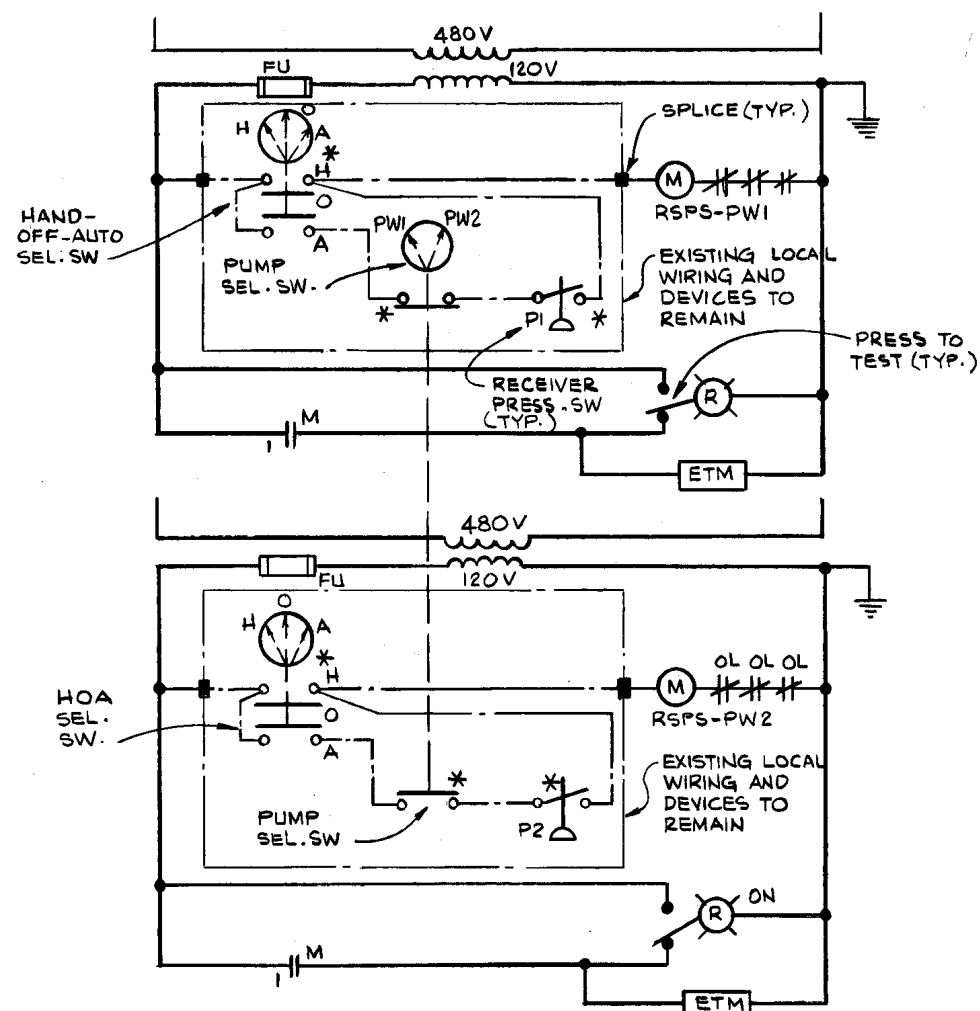 480V
FU
120V
O
H
A
*
H
SPLICE (TYP.)
M
RSPS-PW1
HAND-
OFF-AUTO
SEL. SW
O
A
PW1
PW2
PUMP
SEL. SW.
*
P1
*
EXISTING LOCAL
WIRING AND
DEVICES TO
REMAIN
PRESS TO
TEST (TYP.)
RECEIVER
PRESS. SW
(TYP.)
R
M
1
ETM
480V
FU
120V
O
H
A
*
H
OL OL OL
M
RSPS-PW2
HOA
SEL.
SW.
O
A
*
*
PUMP
SEL. SW
P2
EXISTING LOCAL
WIRING AND
DEVICES TO
REMAIN
R
ON
M
1
ETM